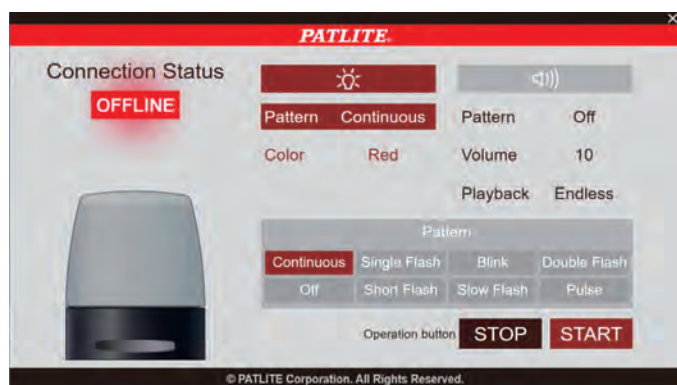 ×
PATLITE
Connection Status
OFFLINE
Pattern Continuous
Color Red
Pattern Off
Volume 10
Playback Endless
Pattern
Continuous Single Flash Blink Double Flash
Off Short Flash Slow Flash Pulse
Operation button STOP START
© PATLITE Corporation. All Rights Reserved.